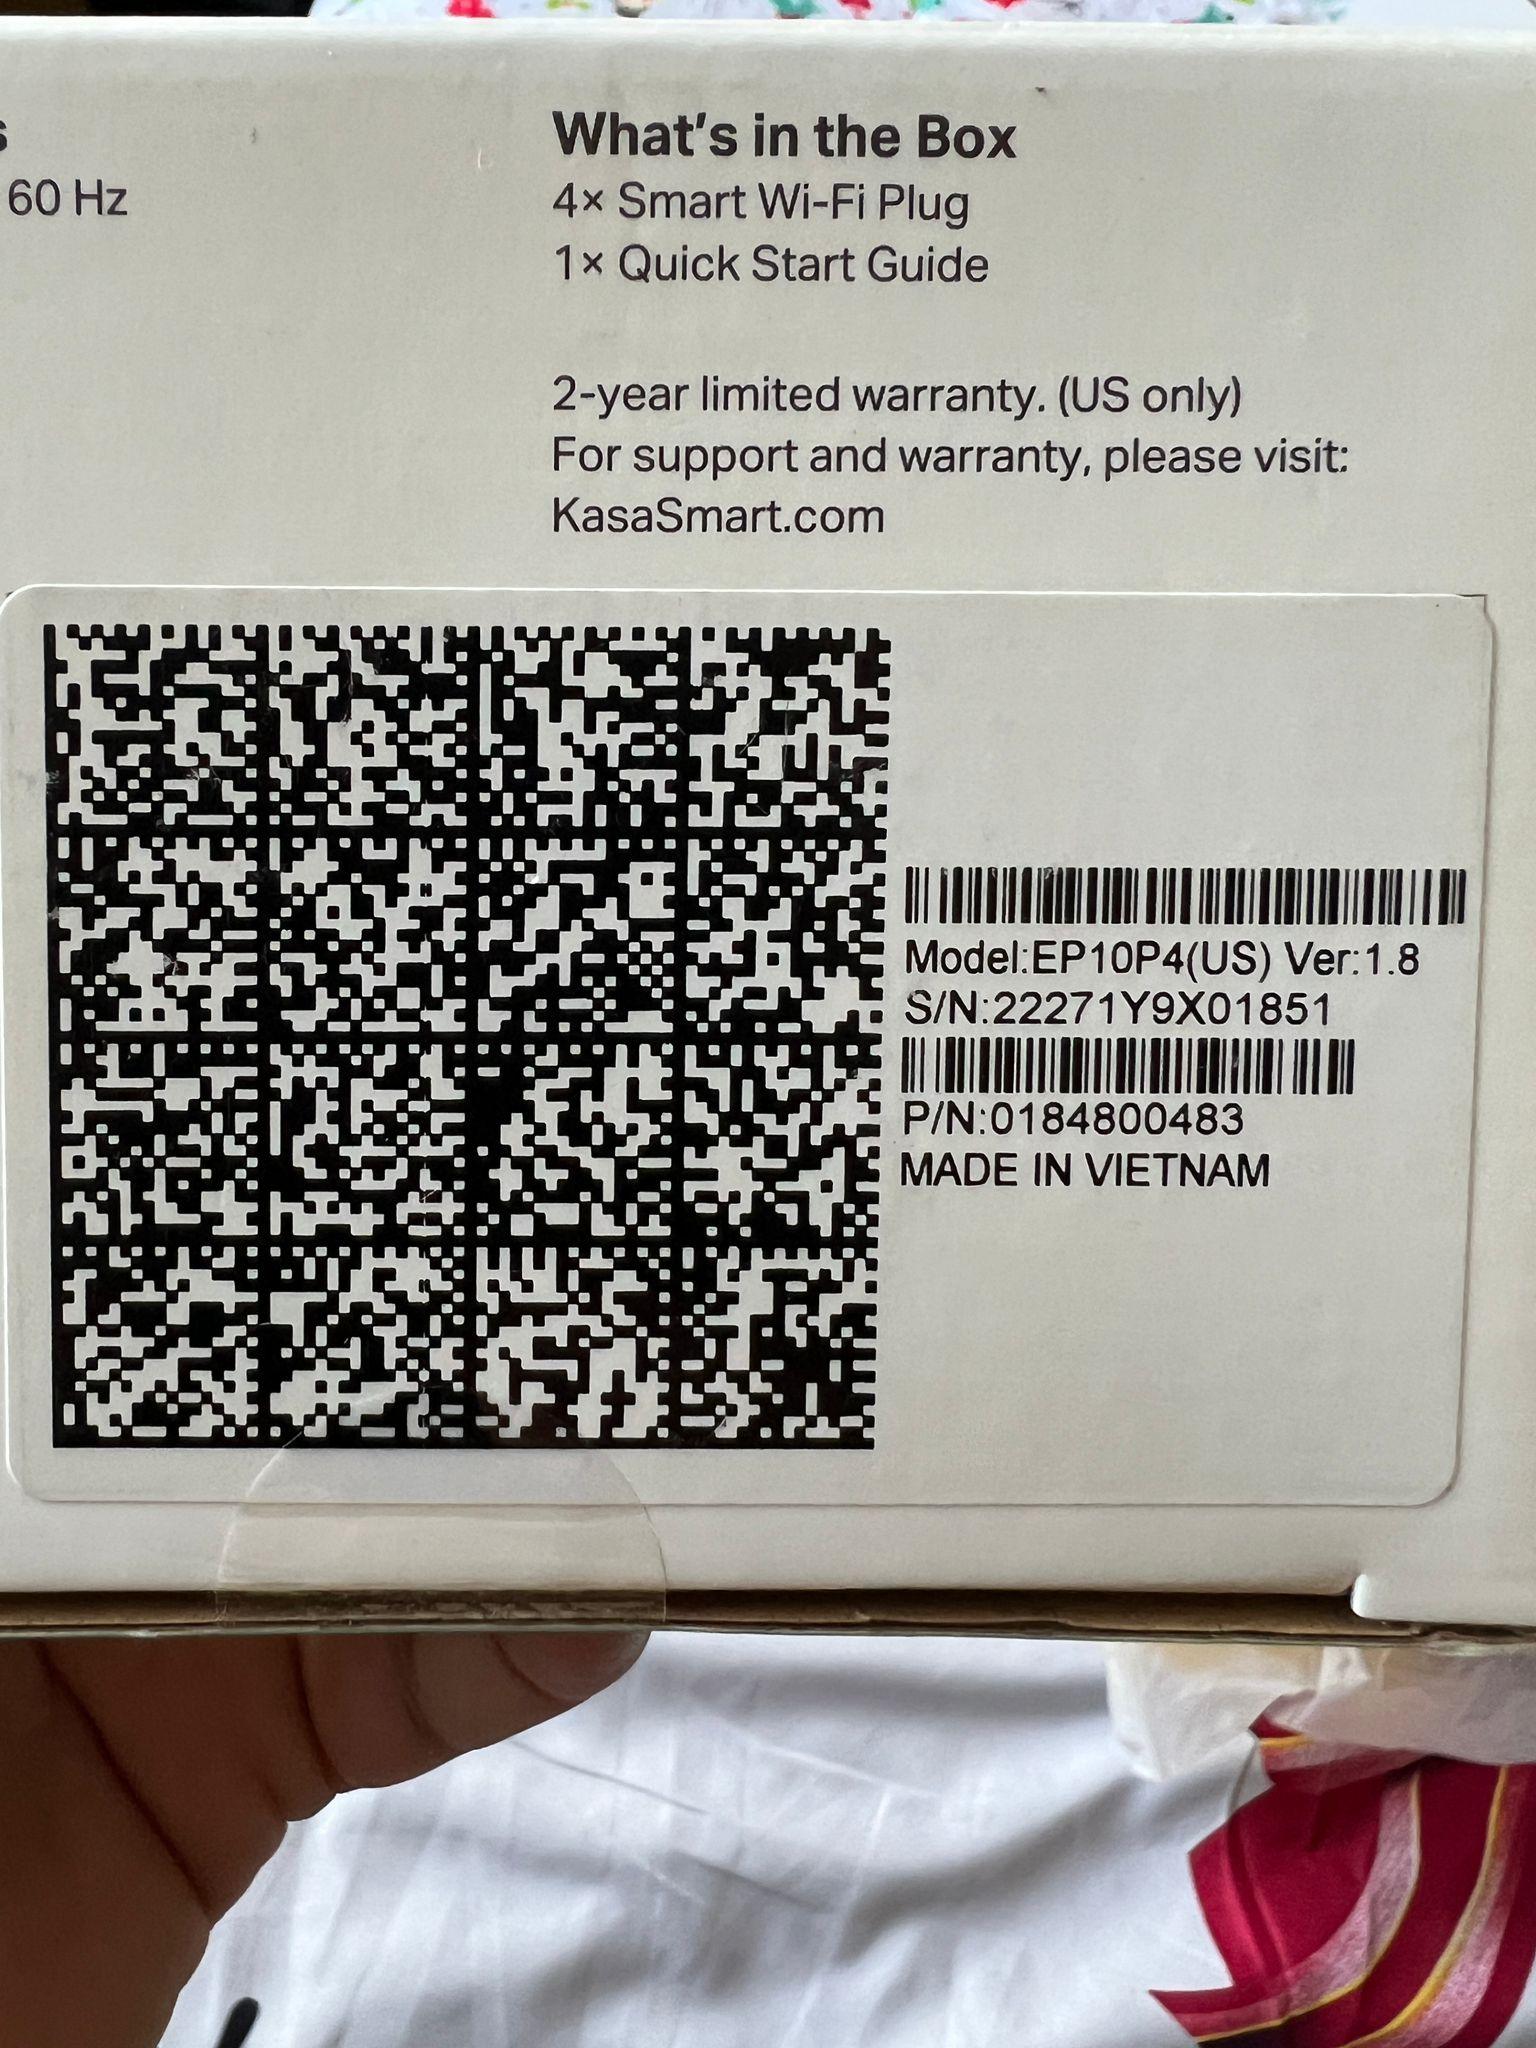 s
60 Hz
What's in the Box
4× Smart Wi-Fi Plug
1× Quick Start Guide
2-year limited warranty. (US only)
For support and warranty, please visit:
KasaSmart.com
Model:EP10P4(US) Ver:1.8
S/N:22271Y9X01851
P/N:0184800483
MADE IN VIETNAM